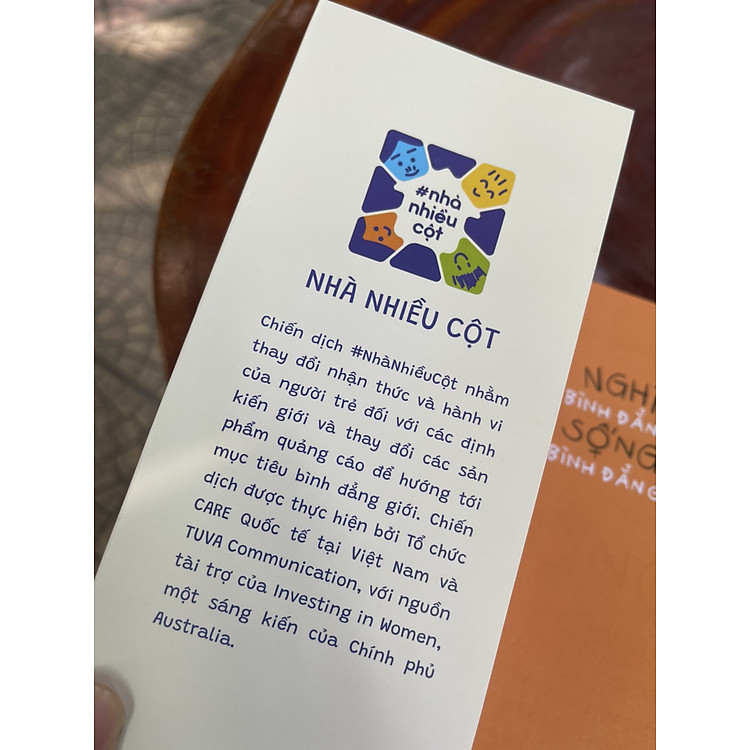 #nhà
nhiều
cột
NHÀ NHIỀU CỘT
Chiến dịch #NhàNhiềuCột nhằm
thay đổi nhận thức và hành vi
của người trẻ đối với các định
kiến giới và thay đổi các sản
phẩm quảng cáo để hướng tới
mục tiêu bình đẳng giới. Chiến
dịch được thực hiện bởi Tổ chức
CARE Quốc tế tại Việt Nam và
TUVA Communication, với nguồn
tài trợ của Investing in Women,
một sáng kiến của Chính phủ
Australia.
BÌNH ĐẲNG
SỐNG
BÌNH ĐẲNG